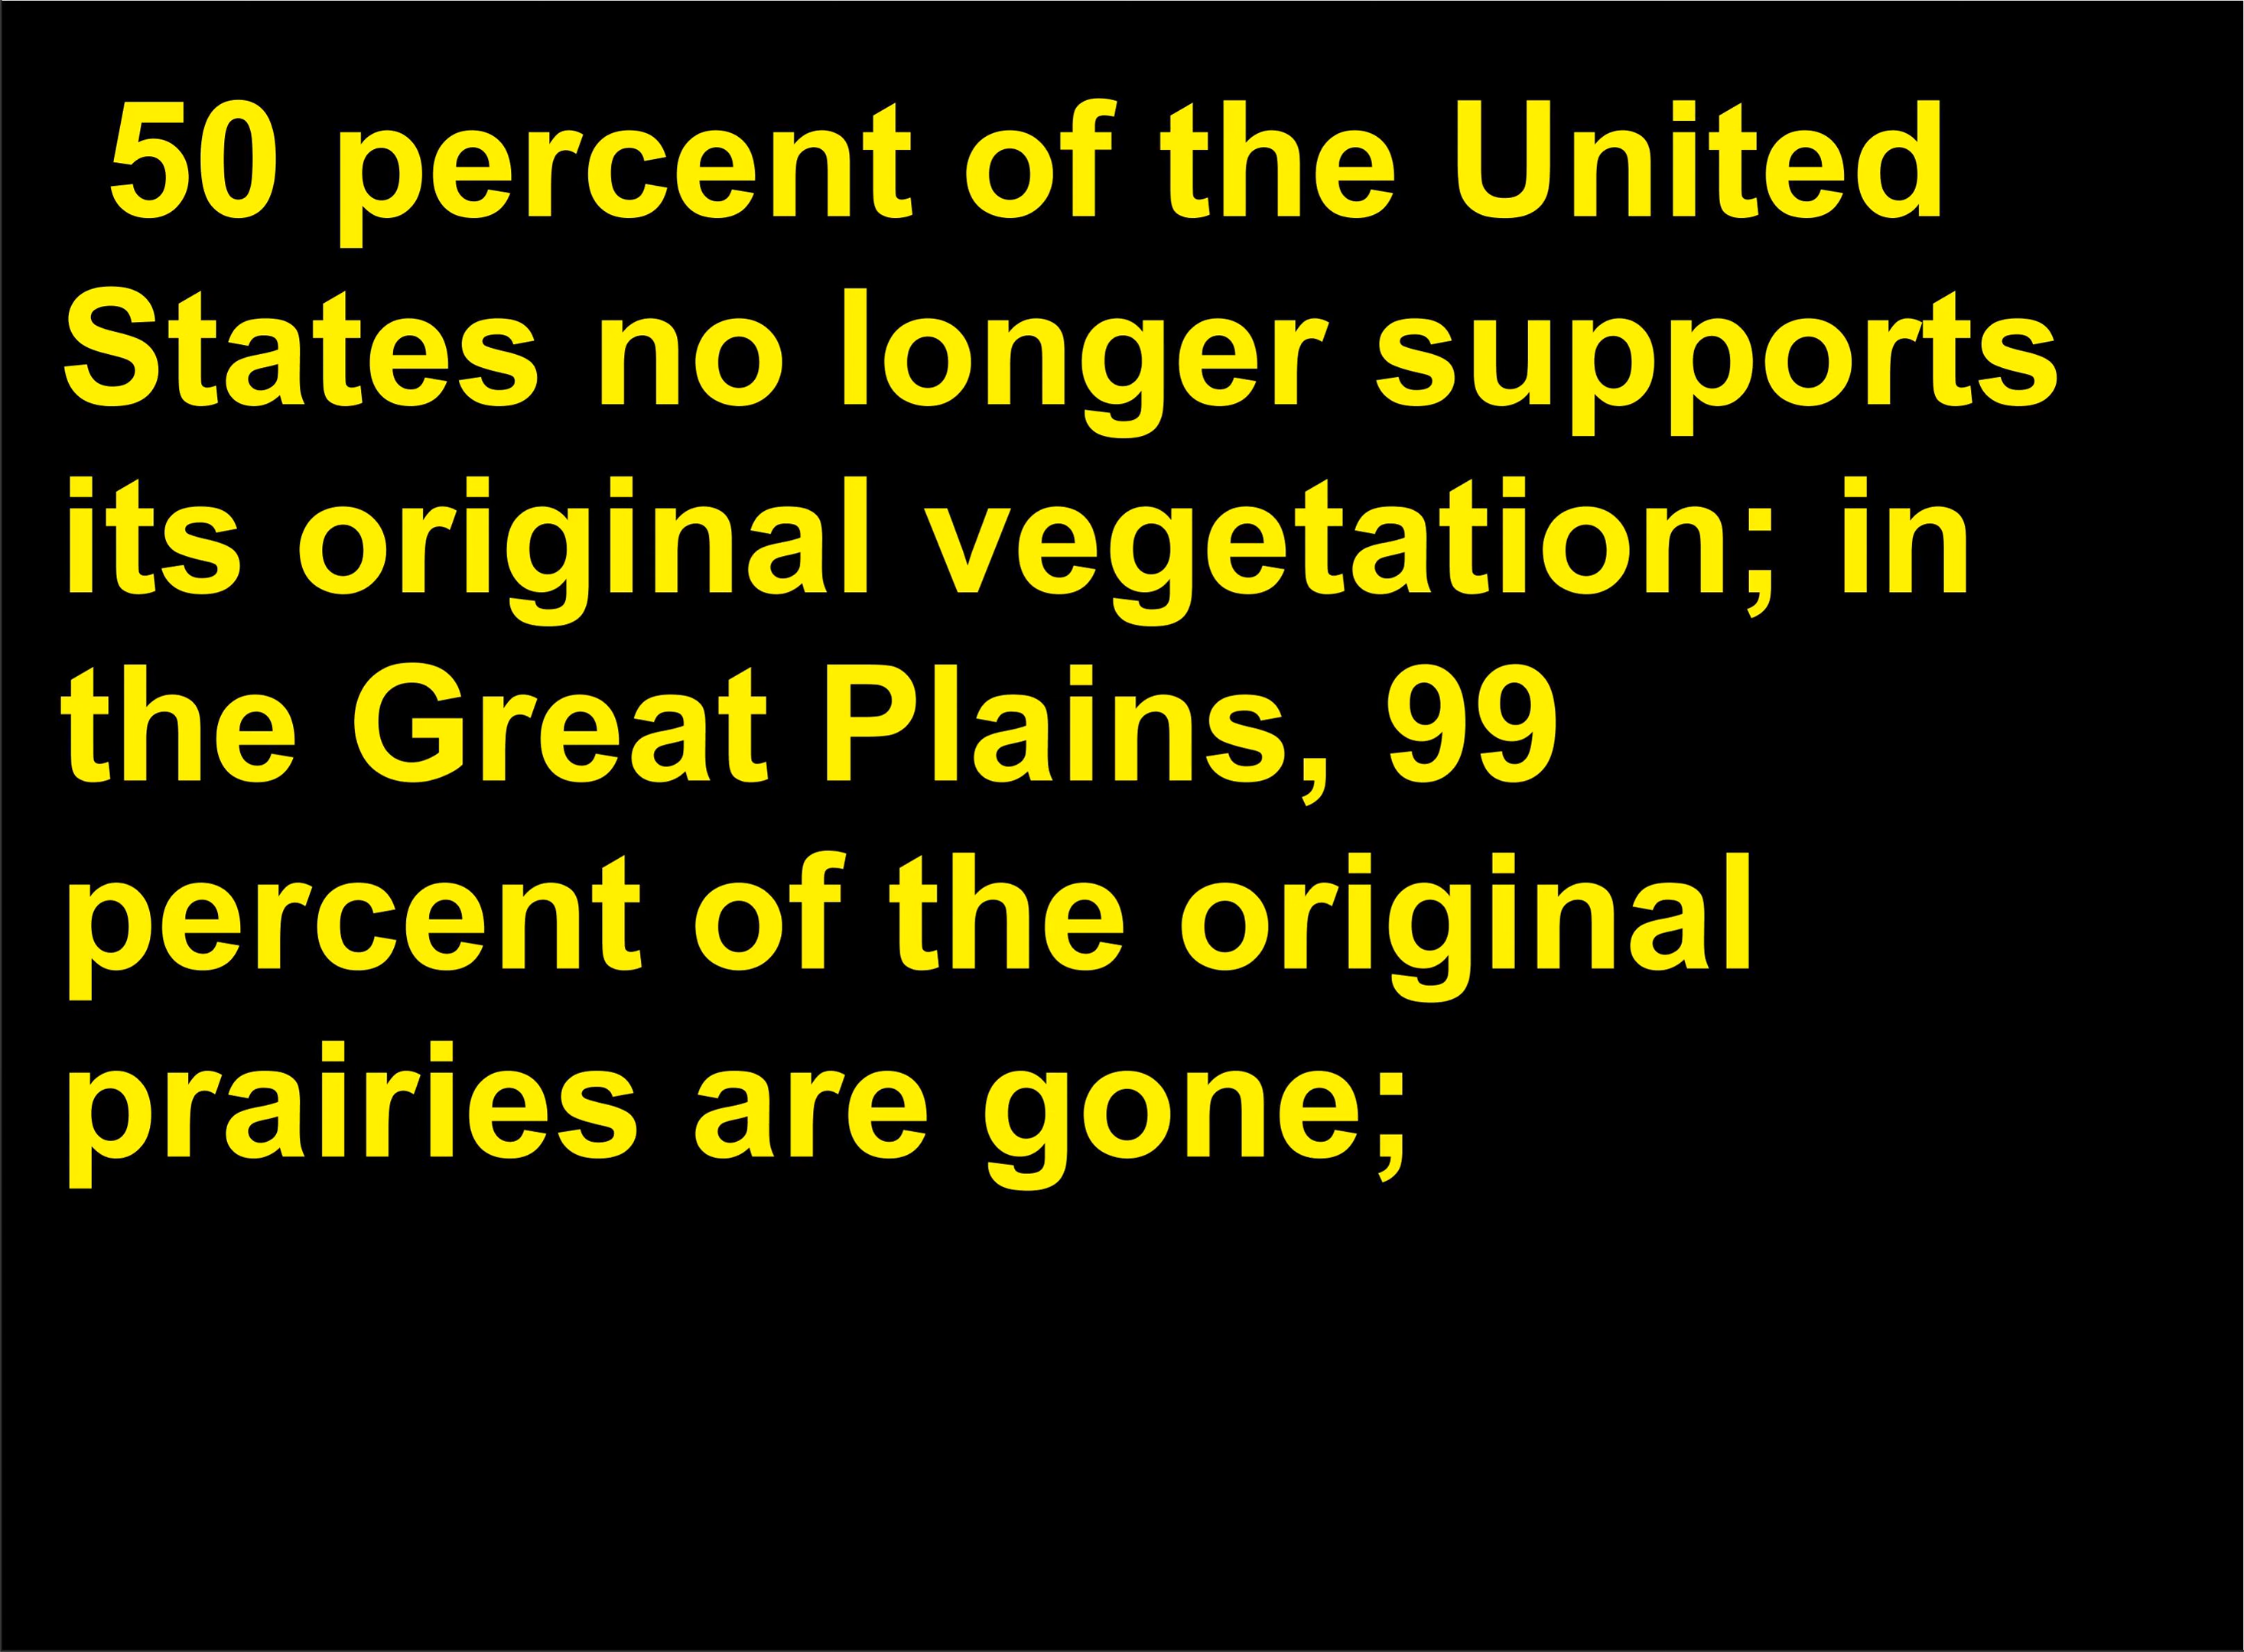 50 percent of the United
States no longer supports
its original vegetation; in
the Great Plains, 99
percent of the original
prairies are gone;